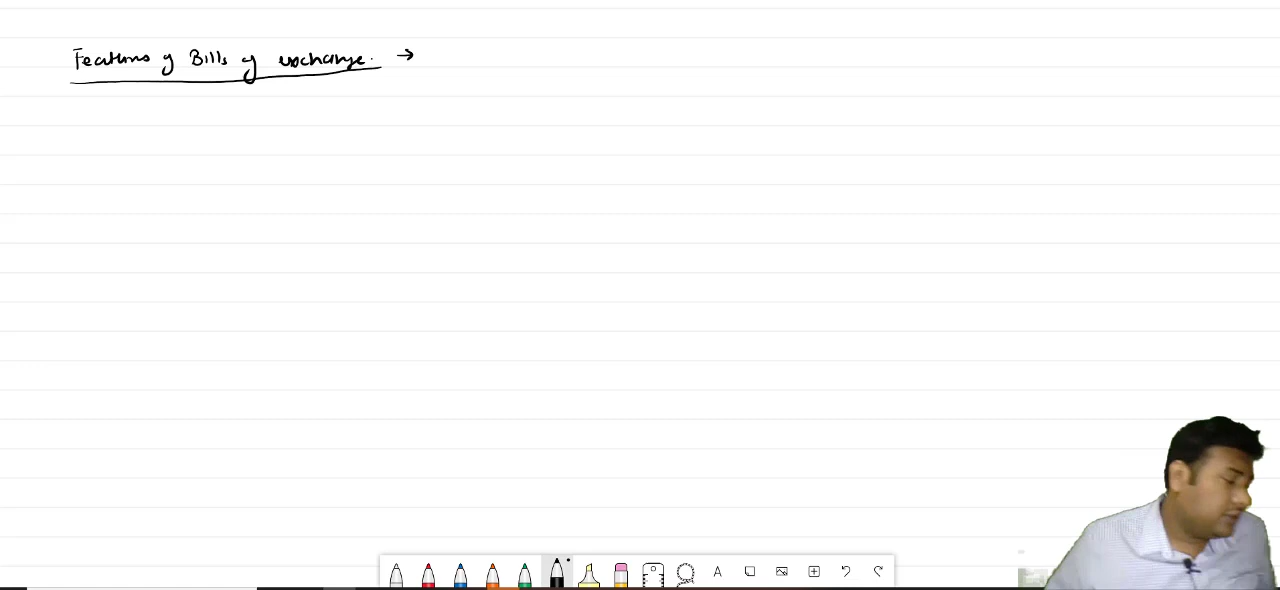 Features of Bills of exchange. →
A